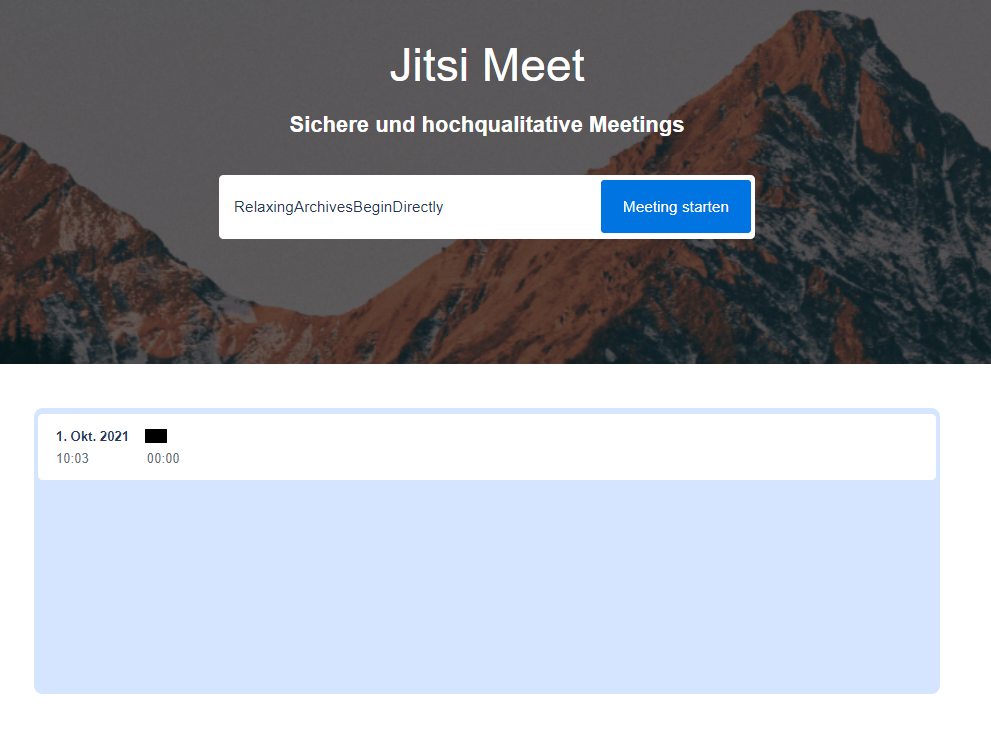 Jitsi Meet
Sichere und hochqualitative Meetings
RelaxingArchivesBeginDirectly
Meeting starten
1. Okt. 2021
10:03 00:00